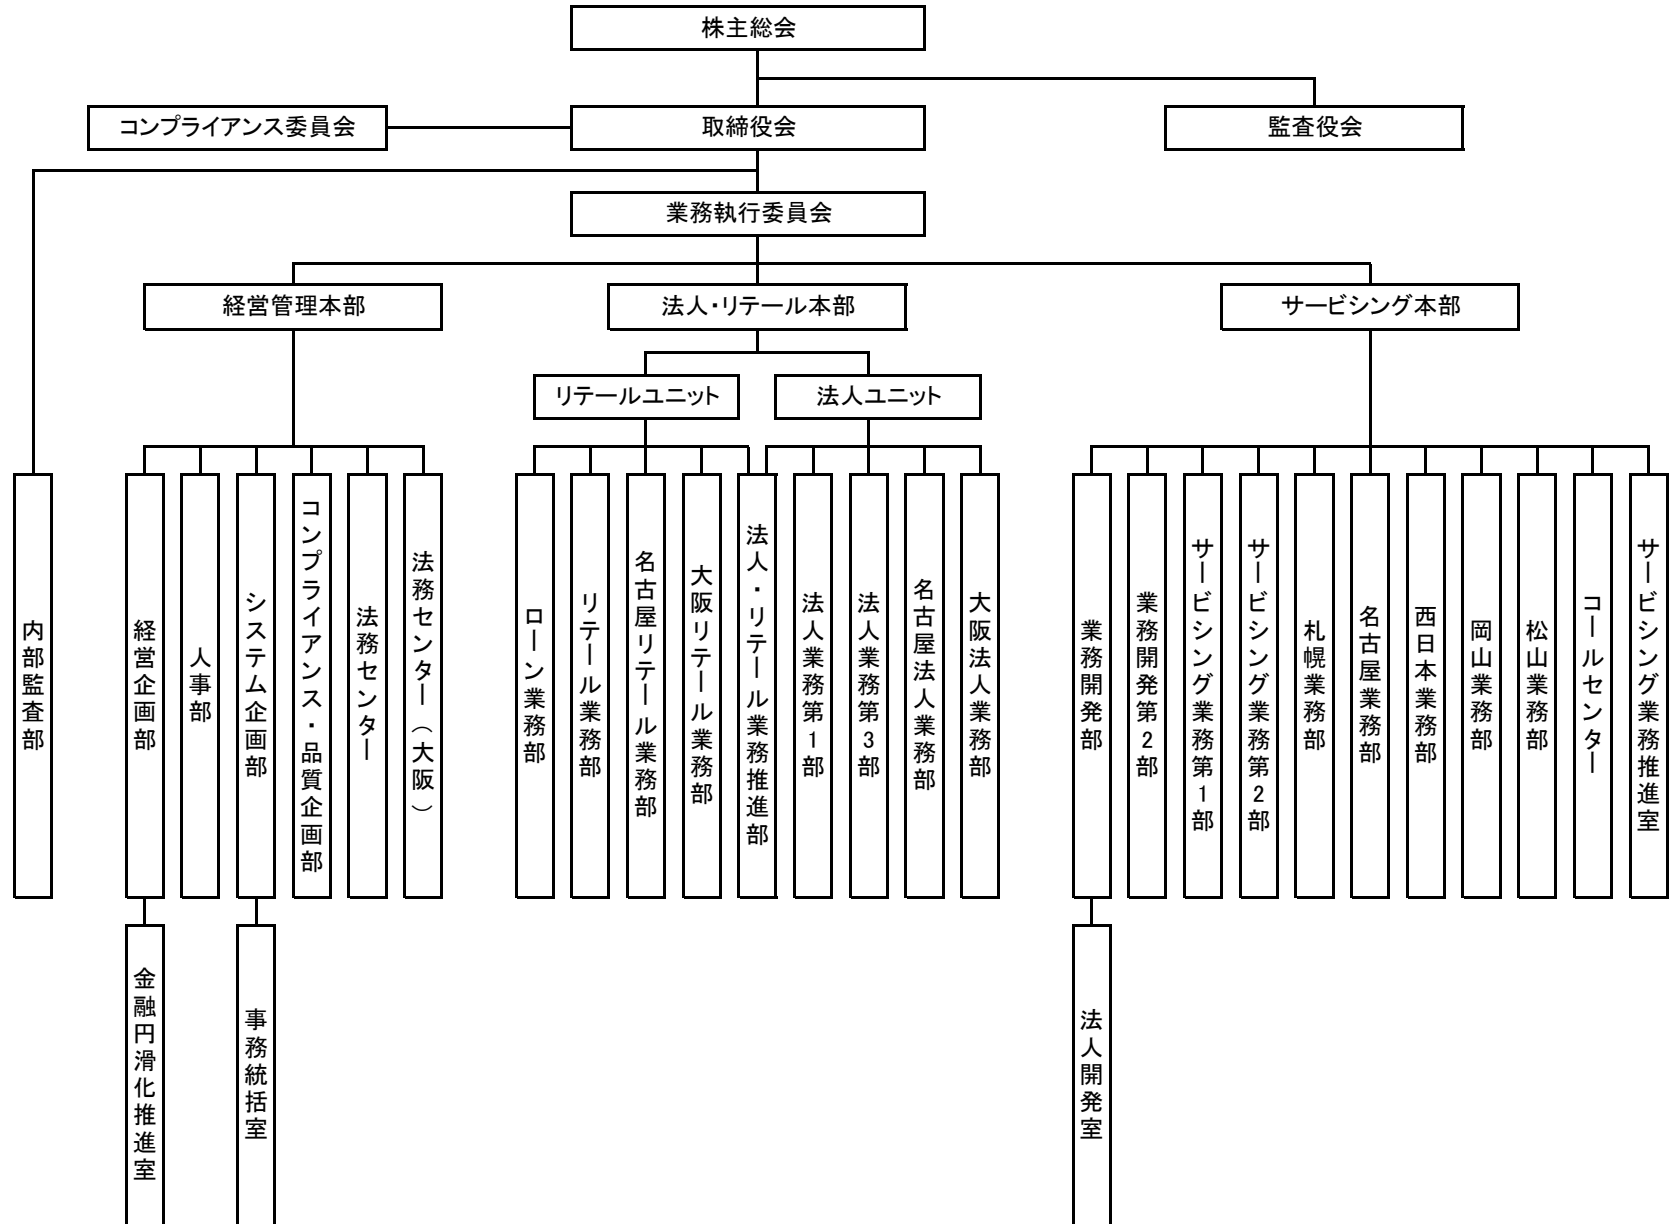 株主総会
コンプライアンス委員会
取締役会
監査役会
業務執行委員会
経営管理本部
法人・リテール本部
サービシング本部
リテールユニット
法人ユニット
内部監査部
経営企画部
人事部
システム企画部
コンプライアンス・品質企画部
法務センター
法務センター（大阪）
ローン業務部
リテール業務部
名古屋リテール業務部
大阪リテール業務部
法人・リテール業務推進部
法人業務第1部
法人業務第3部
名古屋法人業務部
大阪法人業務部
業務開発部
業務開発第2部
サービシング業務第1部
サービシング業務第2部
札幌業務部
名古屋業務部
西日本業務部
岡山業務部
松山業務部
コールセンター
サービシング業務推進室
金融円滑化推進室
事務統括室
法人開発室